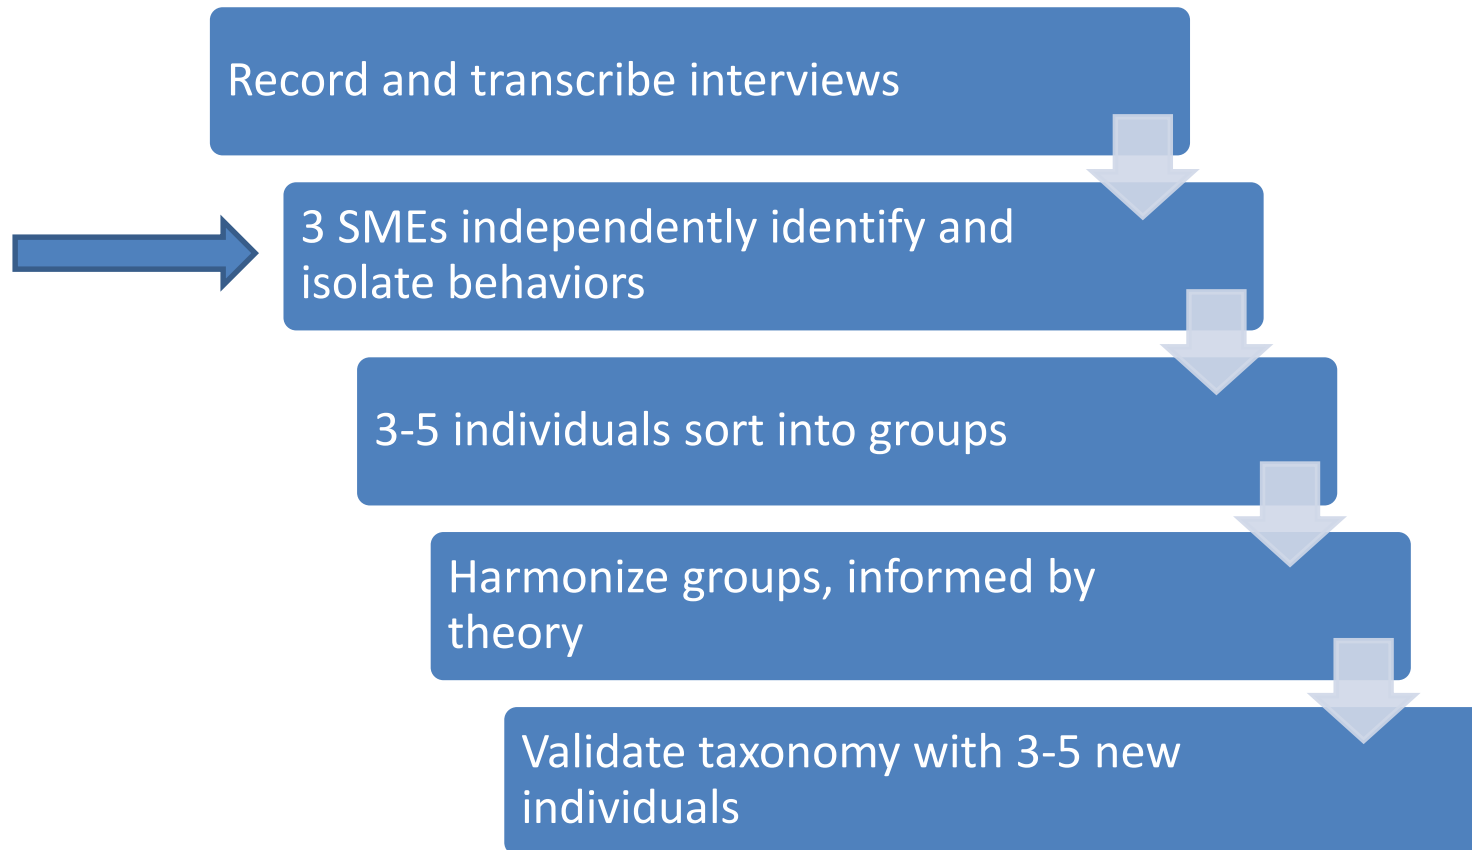 Record and transcribe interviews
3 SMEs independently identify and
isolate behaviors
3-5 individuals sort into groups
Harmonize groups, informed by
theory
Validate taxonomy with 3-5 new
individuals